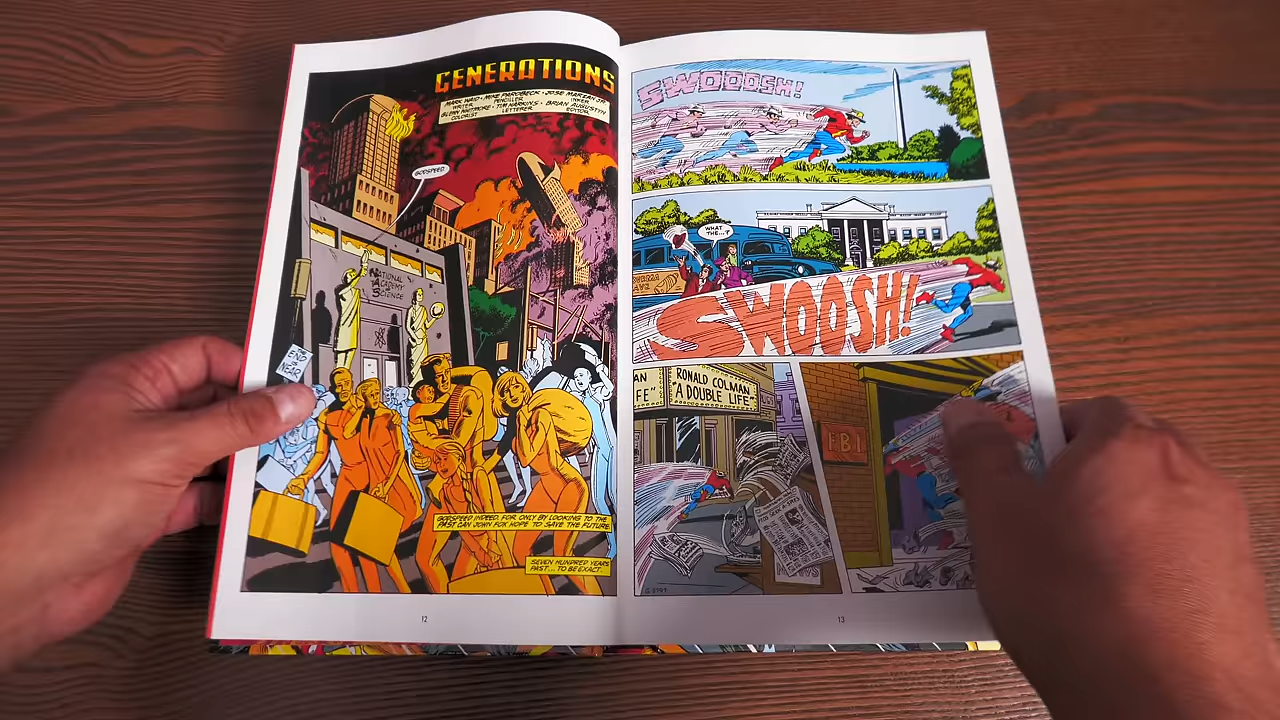 GENERATIONS
MARK WAID • MIKE PAROBECK • JOSE MARZAN JR
WRITER PENCILLER INKER
GLENN WHITMORE • TIM HARKINS • BRIAN AUGUSTYN
COLORIST LETTERER EDITOR
GODSPEED.
NATIONAL
ACADEMY
OF
SCIENCE
END
IS
NEAR
GODSPEED INDEED. FOR ONLY BY LOOKING TO THE
PAST CAN JOHN FOX HOPE TO SAVE THE FUTURE.
SEVEN HUNDRED YEARS
PAST... TO BE EXACT.
12
SWOOOSH!
WHAT
THE...?
SWOOSH!
RONALD COLMAN
"A DOUBLE LIFE"
FBI
NEWS
13